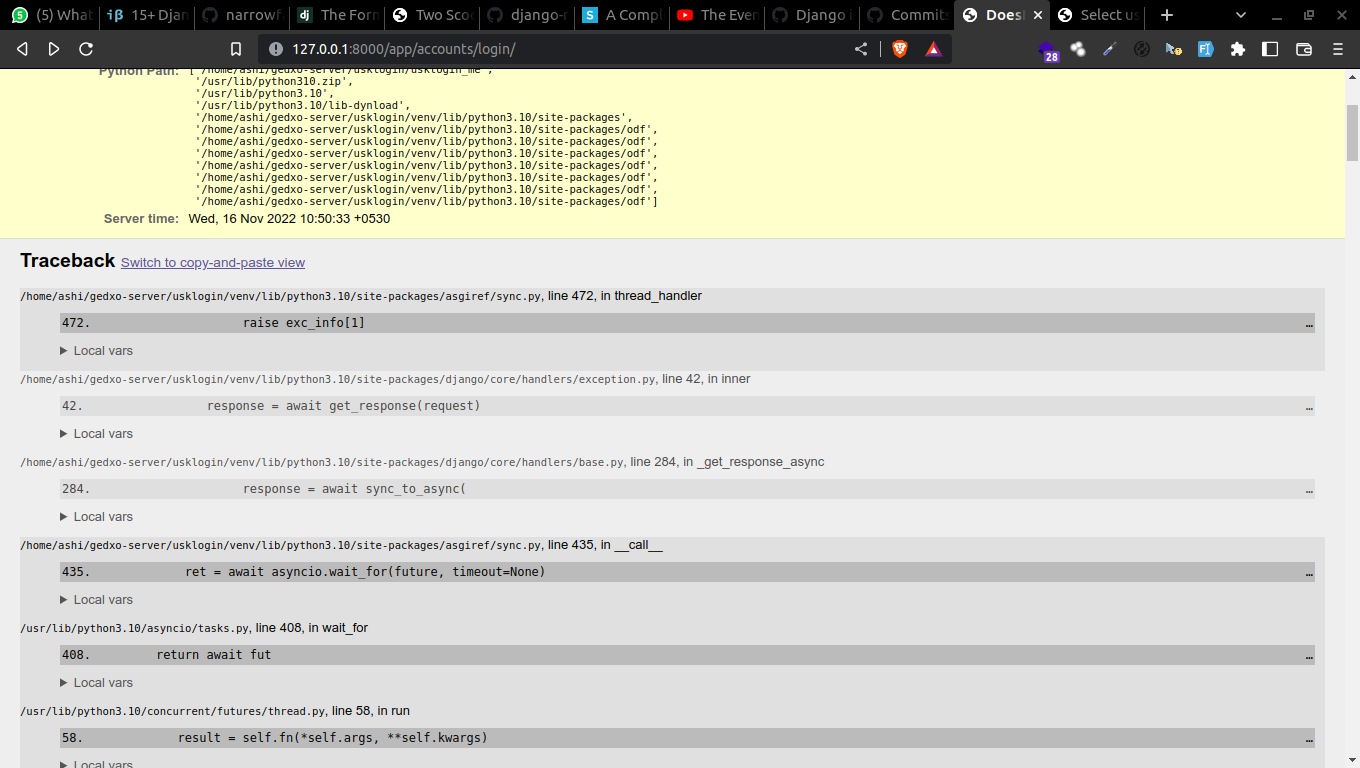 (5) What
15+ Djan
narrowf
The Forn
Two Scoo
django-r
A Compl
The Even
Django
Commits
Does
Select us
127.0.0.1:8000/app/accounts/login/
28
Python Path:
['/home/ashi/gedxo-server/usklogin/usklogin_me',
'/usr/lib/python310.zip',
'/usr/lib/python3.10',
'/usr/lib/python3.10/lib-dynload',
'/home/ashi/gedxo-server/usklogin/venv/lib/python3.10/site-packages',
'/home/ashi/gedxo-server/usklogin/venv/lib/python3.10/site-packages/odf',
'/home/ashi/gedxo-server/usklogin/venv/lib/python3.10/site-packages/odf',
'/home/ashi/gedxo-server/usklogin/venv/lib/python3.10/site-packages/odf',
'/home/ashi/gedxo-server/usklogin/venv/lib/python3.10/site-packages/odf',
'/home/ashi/gedxo-server/usklogin/venv/lib/python3.10/site-packages/odf',
'/home/ashi/gedxo-server/usklogin/venv/lib/python3.10/site-packages/odf',
'/home/ashi/gedxo-server/usklogin/venv/lib/python3.10/site-packages/odf']
Server time: Wed, 16 Nov 2022 10:50:33 +0530
Traceback Switch to copy-and-paste view
/home/ashi/gedxo-server/usklogin/venv/lib/python3.10/site-packages/asgiref/sync.py, line 472, in thread_handler
472. raise exc_info[1] …
Local vars
/home/ashi/gedxo-server/usklogin/venv/lib/python3.10/site-packages/django/core/handlers/exception.py, line 42, in inner
42. response = await get_response(request) …
Local vars
/home/ashi/gedxo-server/usklogin/venv/lib/python3.10/site-packages/django/core/handlers/base.py, line 284, in _get_response_async
284. response = await sync_to_async( …
Local vars
/home/ashi/gedxo-server/usklogin/venv/lib/python3.10/site-packages/asgiref/sync.py, line 435, in __call__
435. ret = await asyncio.wait_for(future, timeout=None) …
Local vars
/usr/lib/python3.10/asyncio/tasks.py, line 408, in wait_for
408. return await fut …
Local vars
/usr/lib/python3.10/concurrent/futures/thread.py, line 58, in run
58. result = self.fn(*self.args, **self.kwargs) …
Local vars